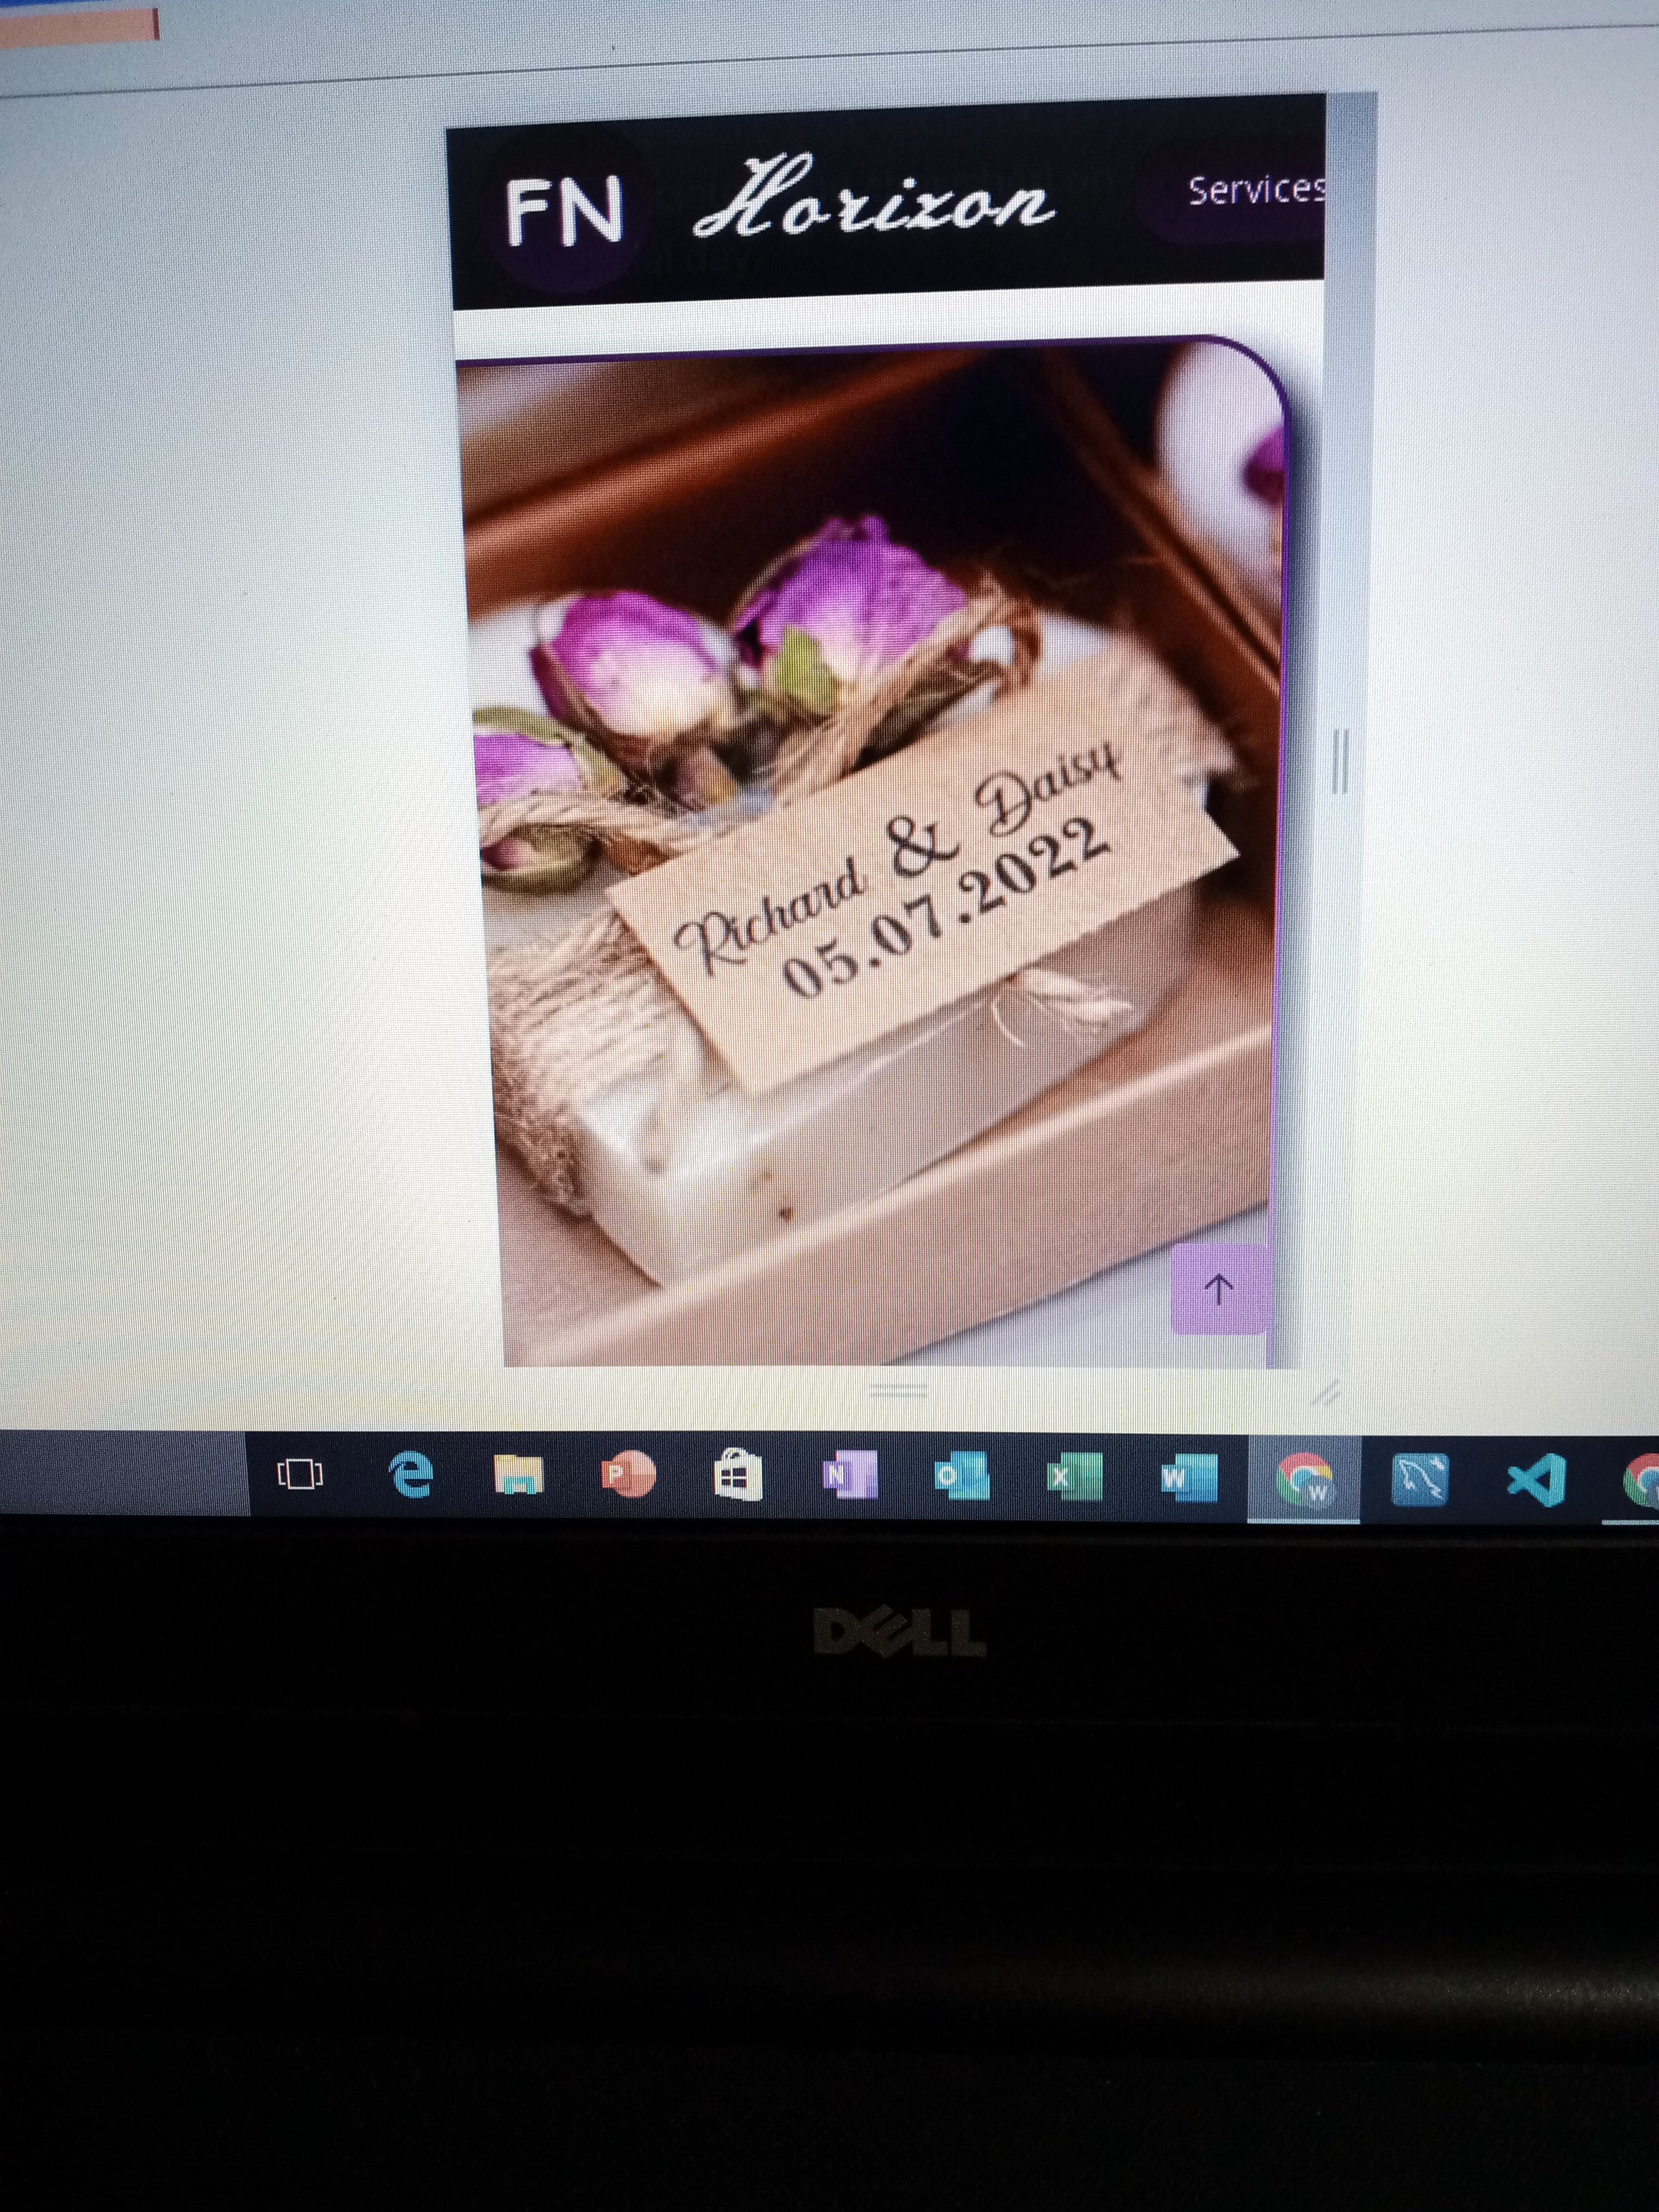 FN Horizon Services
Richard & Daisy
05.07.2022
P
N
O
X
W
W
DELL